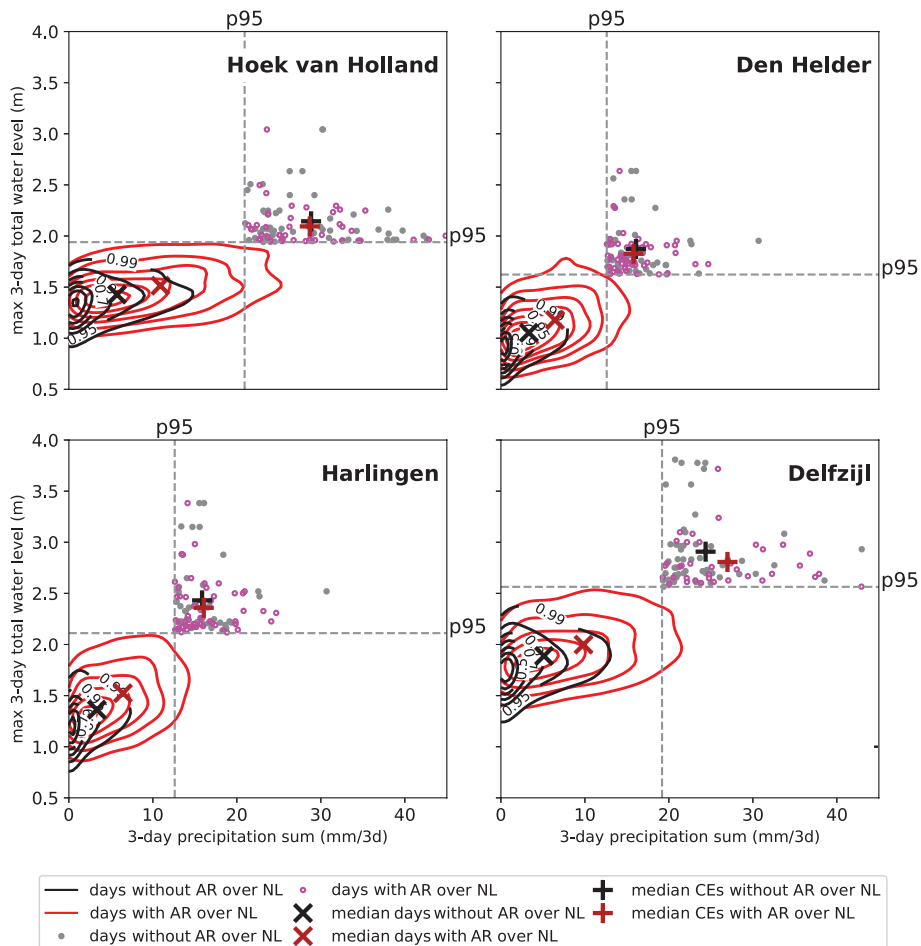 p95
p95
4.0
3.5
3.0
2.5
2.0
1.5
1.0
0.5
max 3-day total water level (m)
Hoek van Holland
Den Helder
0.99
0.95
p95
0.95
p95
p95
p95
4.0
3.5
3.0
2.5
2.0
1.5
1.0
0.5
max 3-day total water level (m)
Harlingen
Delfzijl
0.99
0.95
p95
p95
0 10 20 30 40
0 10 20 30 40
3-day precipitation sum (mm/3d)
3-day precipitation sum (mm/3d)
days without AR over NL
days with AR over NL
days without AR over NL
days with AR over NL
median days without AR over NL
median days with AR over NL
median CEs without AR over NL
median CEs with AR over NL